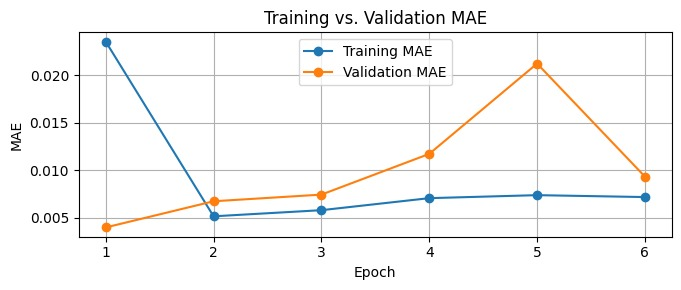 Training vs. Validation MAE
Training MAE
Validation MAE
MAE
0.020
0.015
0.010
0.005
1 2 3 4 5 6
Epoch